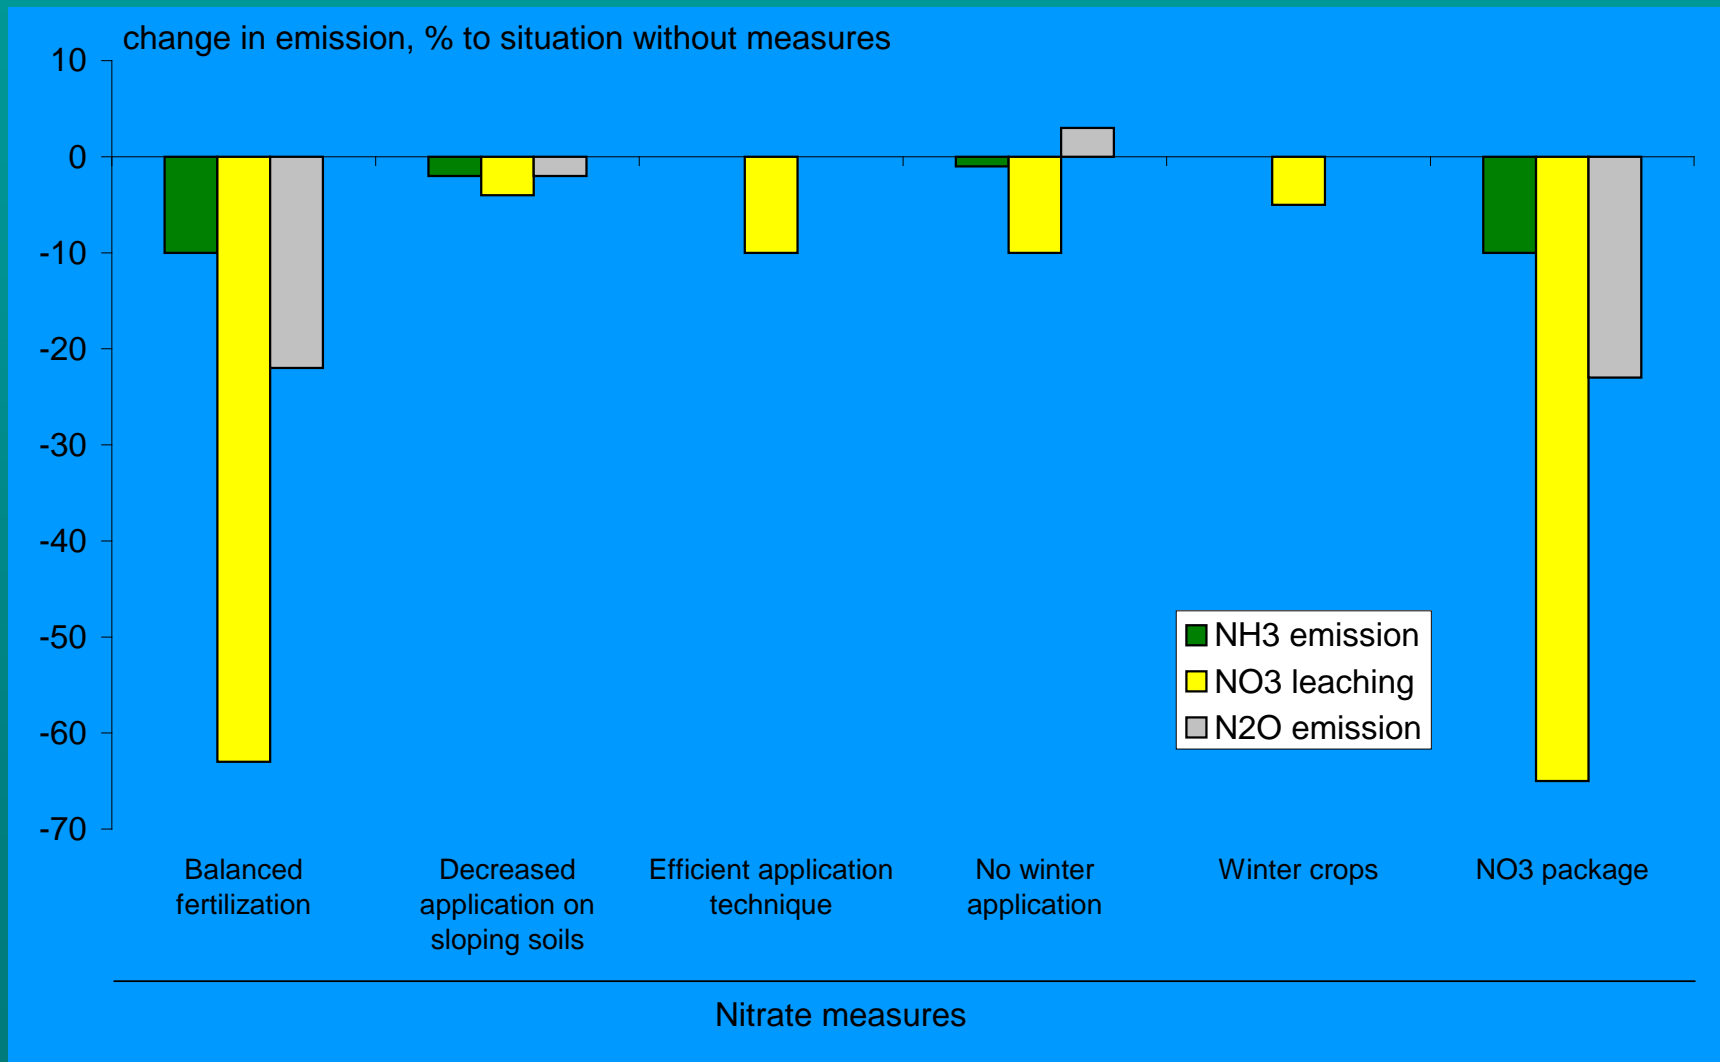 change in emission, % to situation without measures
10
0
-10
-20
-30
-40
-50
-60
-70
NH3 emission
NO3 leaching
N2O emission
Balanced
fertilization
Decreased
application on
sloping soils
Efficient application
technique
No winter
application
Winter crops
NO3 package
Nitrate measures